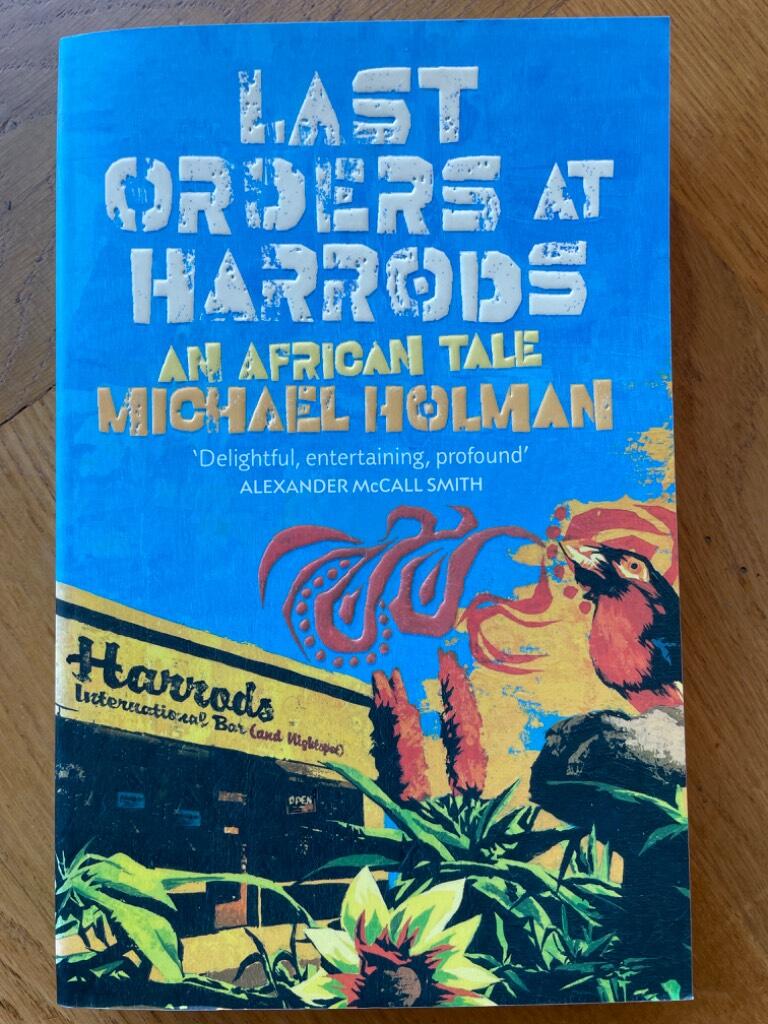 LAST
ORDERS AT
HARRODS
AN AFRICAN TALE
MICHAEL HOLMAN
‘Delightful, entertaining, profound’
ALEXANDER McCALL SMITH
Harrods
International Bar (and Nightspot)
OPEN